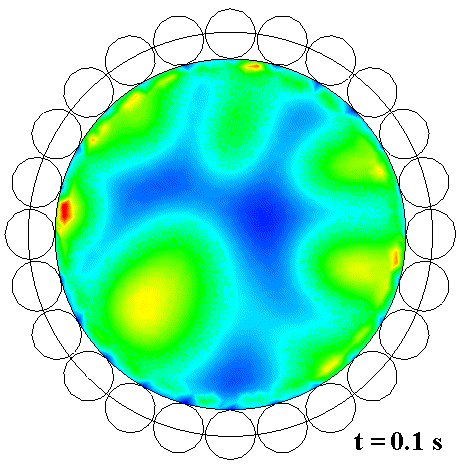 t = 0.1 s